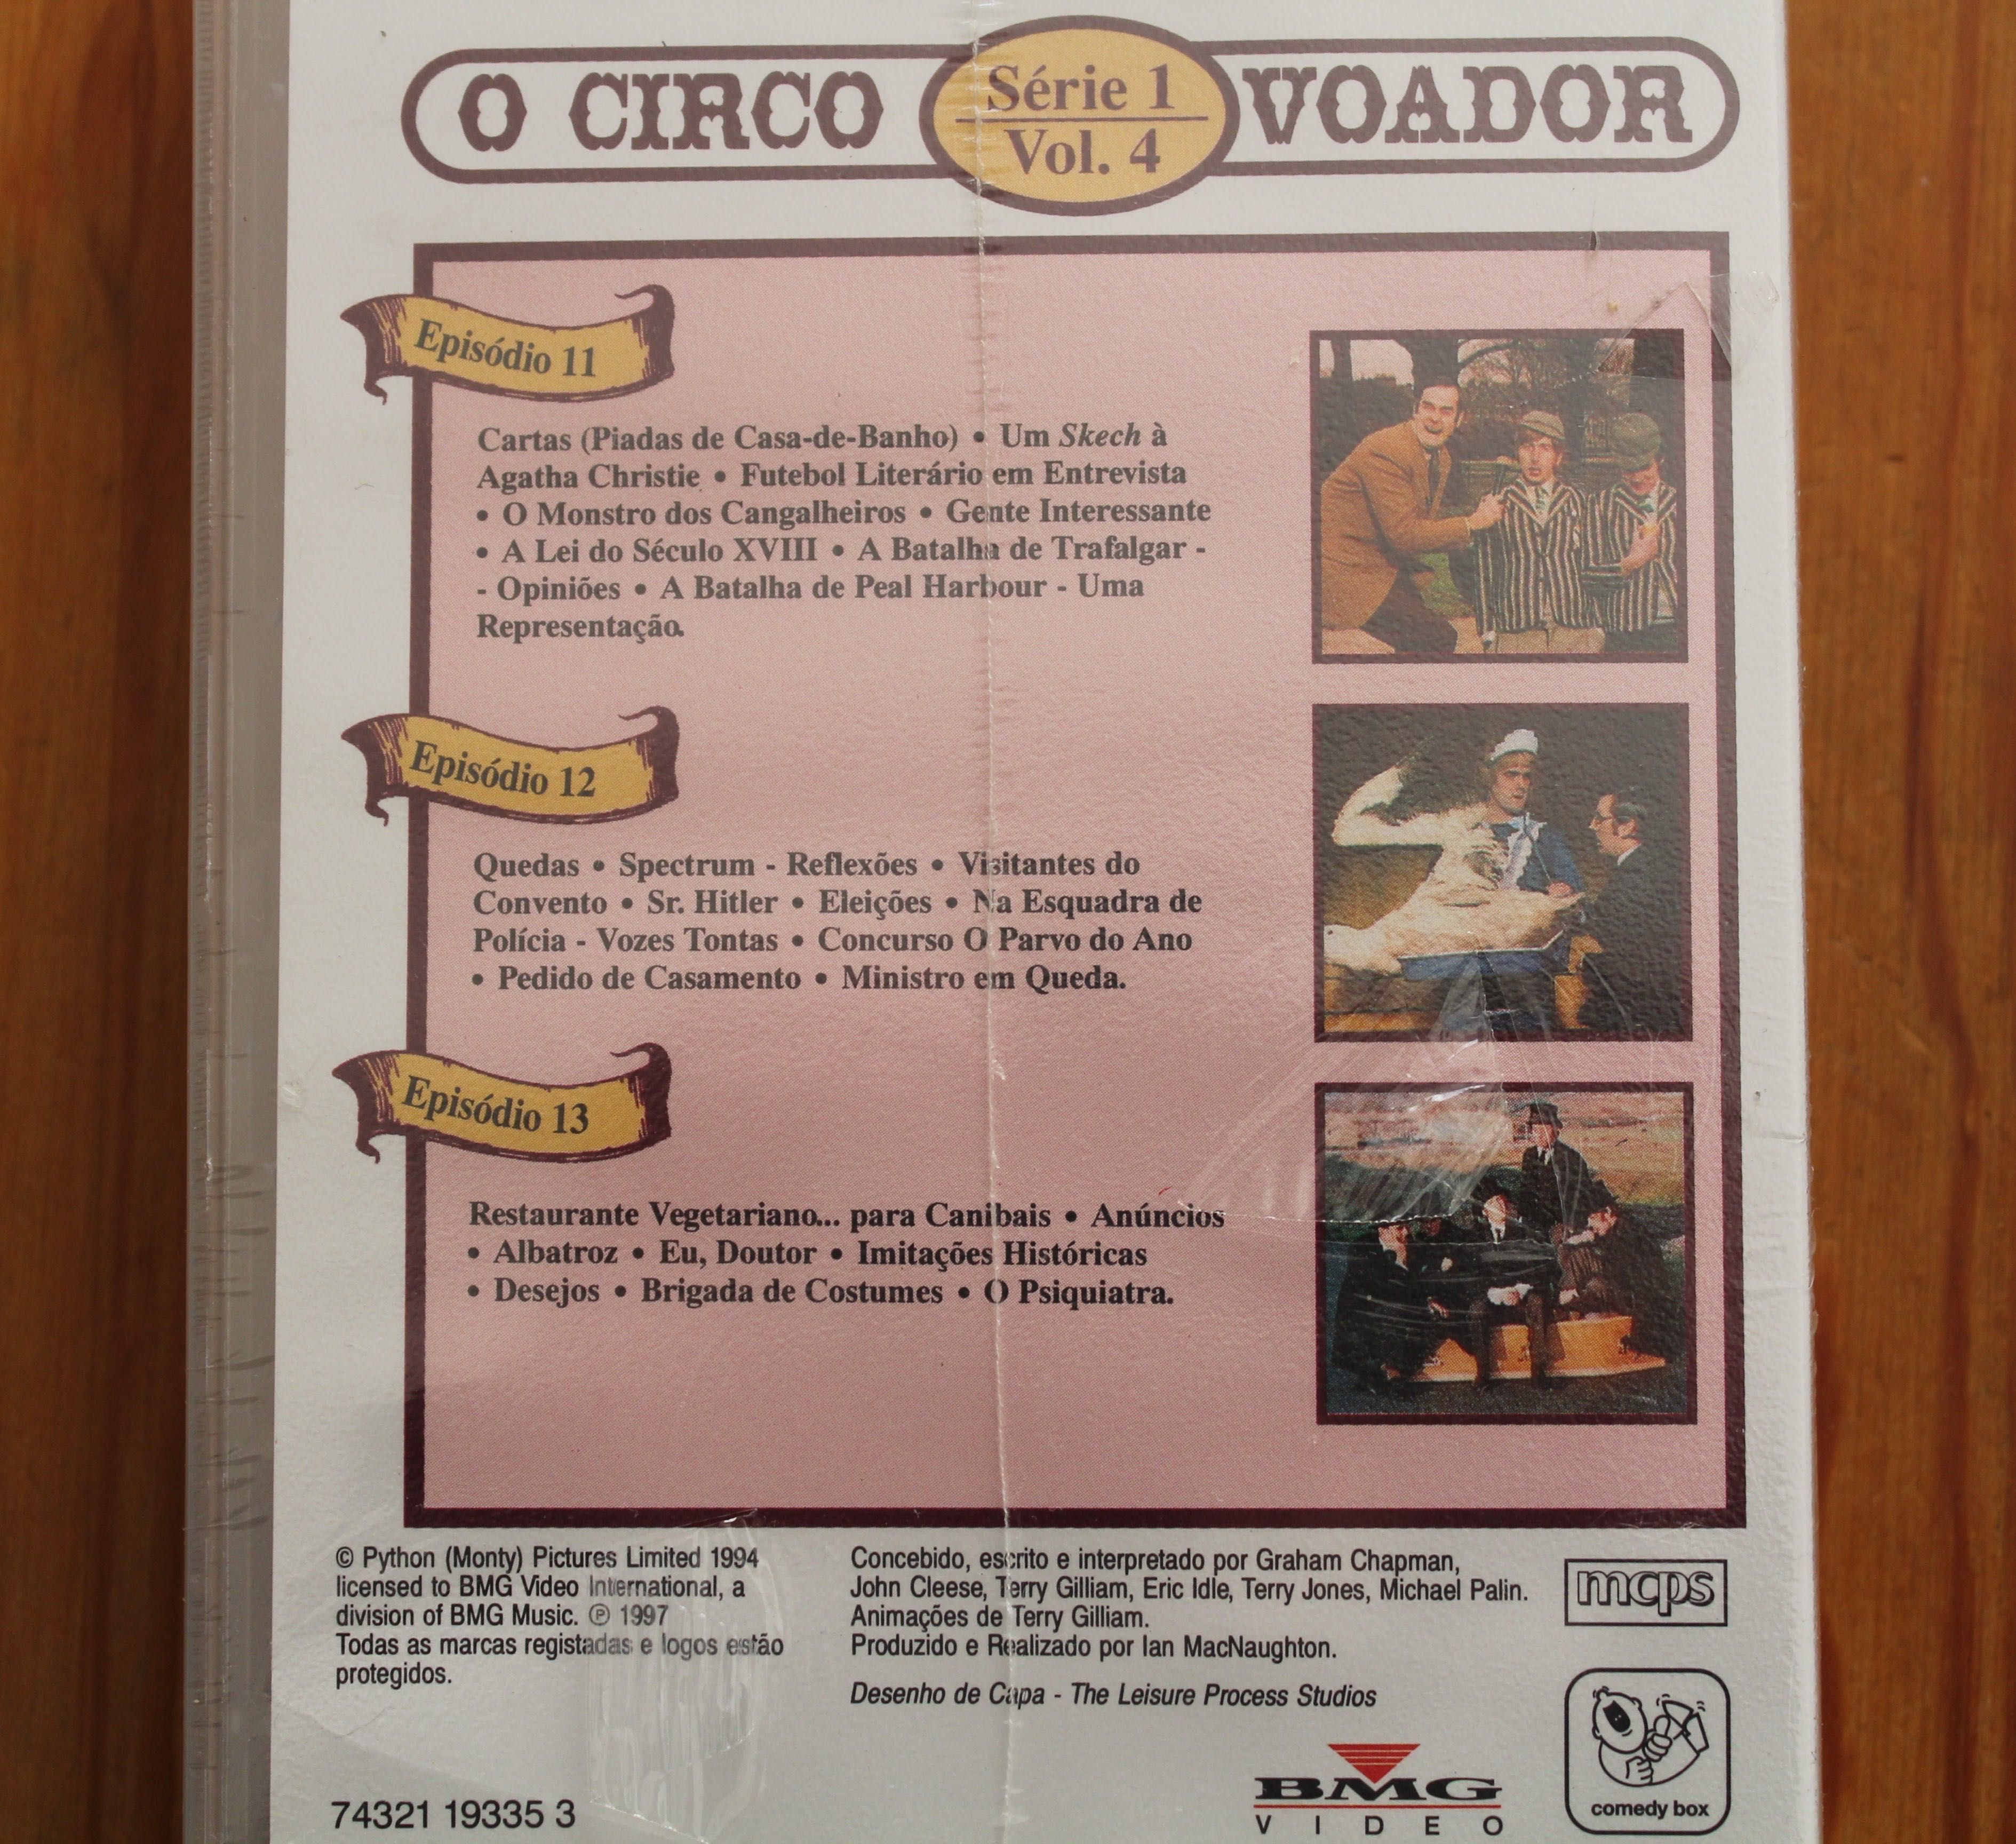 O CIRCO Série 1 Vol. 4 VOADOR
Episódio 11
Cartas (Piadas de Casa-de-Banho) • Um Skech à
Agatha Christie • Futebol Literário em Entrevista
• O Monstro dos Cangalheiros • Gente Interessante
• A Lei do Século XVIII • A Batalha de Trafalgar -
- Opiniões • A Batalha de Peal Harbour - Uma
Representação.
Episódio 12
Quedas • Spectrum - Reflexões • Visitantes do
Convento • Sr. Hitler • Eleições • Na Esquadra de
Polícia - Vozes Tontas • Concurso O Parvo do Ano
• Pedido de Casamento • Ministro em Queda.
Episódio 13
Restaurante Vegetariano... para Canibais • Anúncios
• Albatroz • Eu, Doutor • Imitações Históricas
• Desejos • Brigada de Costumes • O Psiquiatra.
© Python (Monty) Pictures Limited 1994
licensed to BMG Video International, a
division of BMG Music. ℗ 1997
Todas as marcas registadas e logos estão
protegidos.
74321 19335 3
Concebido, escrito e interpretado por Graham Chapman,
John Cleese, Terry Gilliam, Eric Idle, Terry Jones, Michael Palin.
Animações de Terry Gilliam.
Produzido e Realizado por Ian MacNaughton.
Desenho de Capa - The Leisure Process Studios
BMG
VIDEO
mcps
comedy box